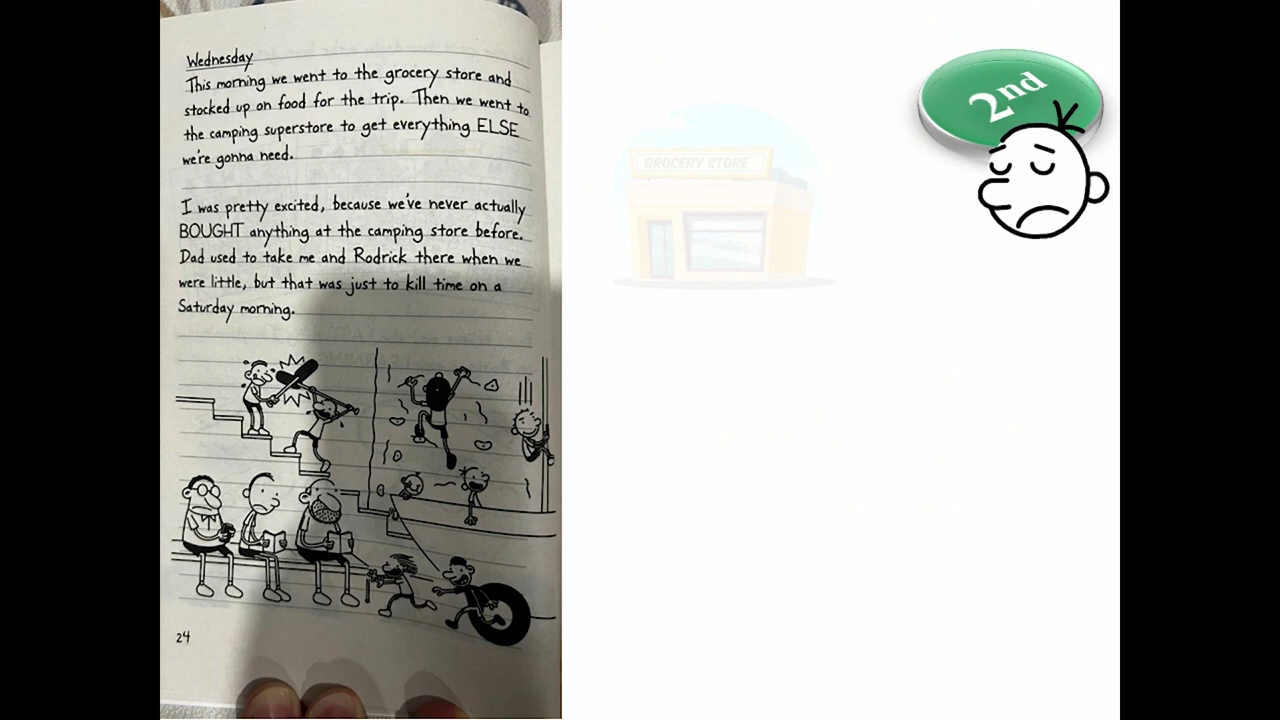 Wednesday
This morning we went to the grocery store and
stocked up on food for the trip. Then we went to
the camping superstore to get everything ELSE
we're gonna need.
I was pretty excited, because we've never actually
BOUGHT anything at the camping store before.
Dad used to take me and Rodrick there when we
were little, but that was just to kill time on a
Saturday morning.
24
GROCERY STORE
2nd